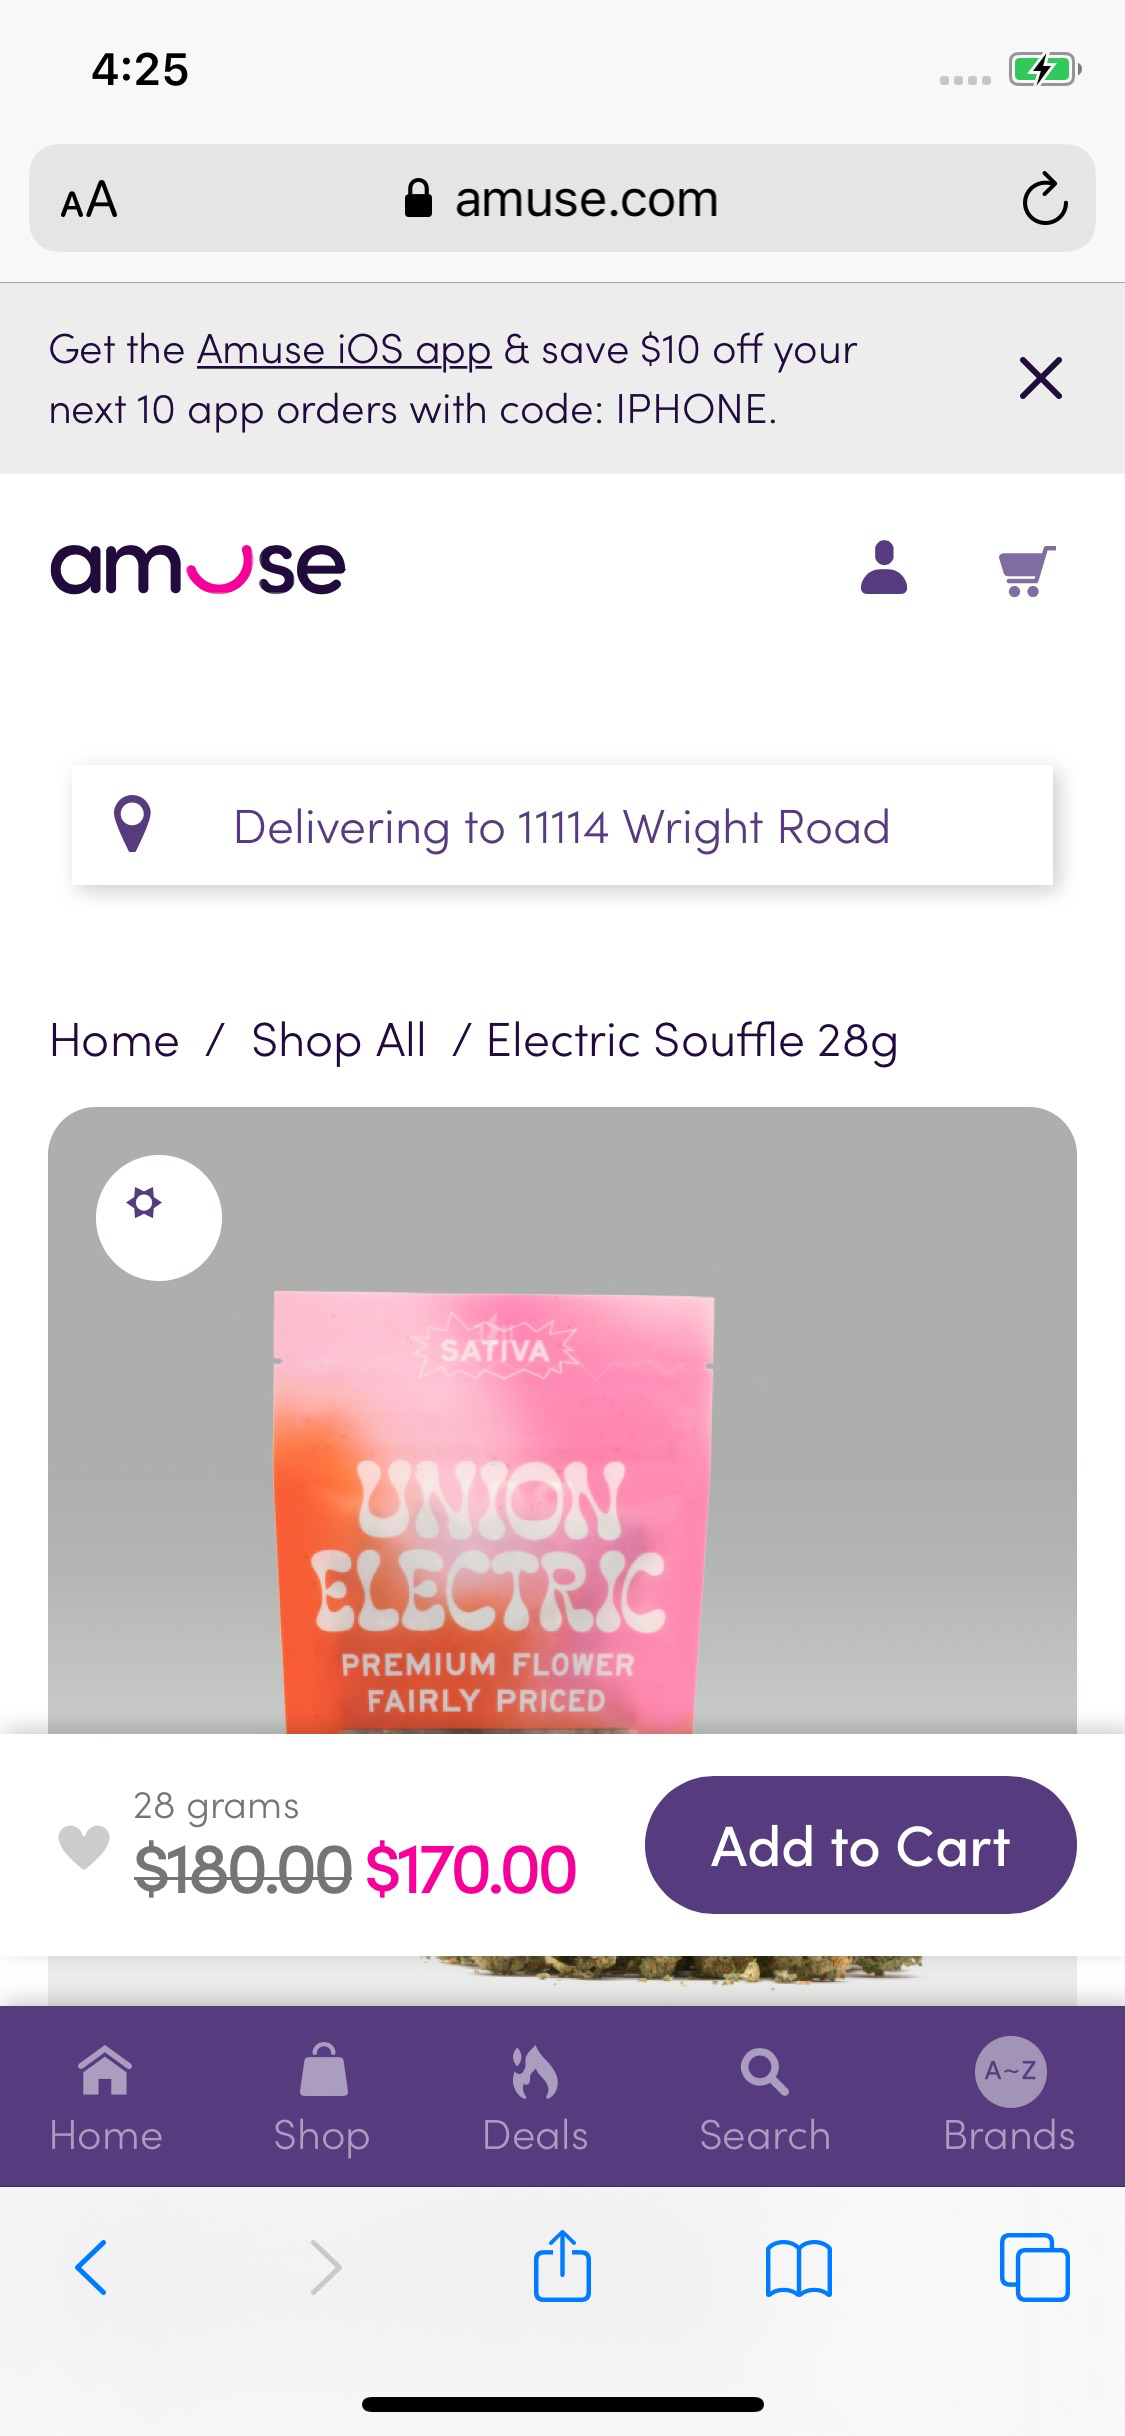 4:25
AA
amuse.com
Get the Amuse iOS app & save $10 off your
next 10 app orders with code: IPHONE.
amuse
Delivering to 11114 Wright Road
Home / Shop All / Electric Souffle 28g
SATIVA
UNION
ELECTRIC
PREMIUM FLOWER
FAIRLY PRICED
28 grams
$180.00 $170.00
Add to Cart
Home
Shop
Deals
Search
A~Z
Brands